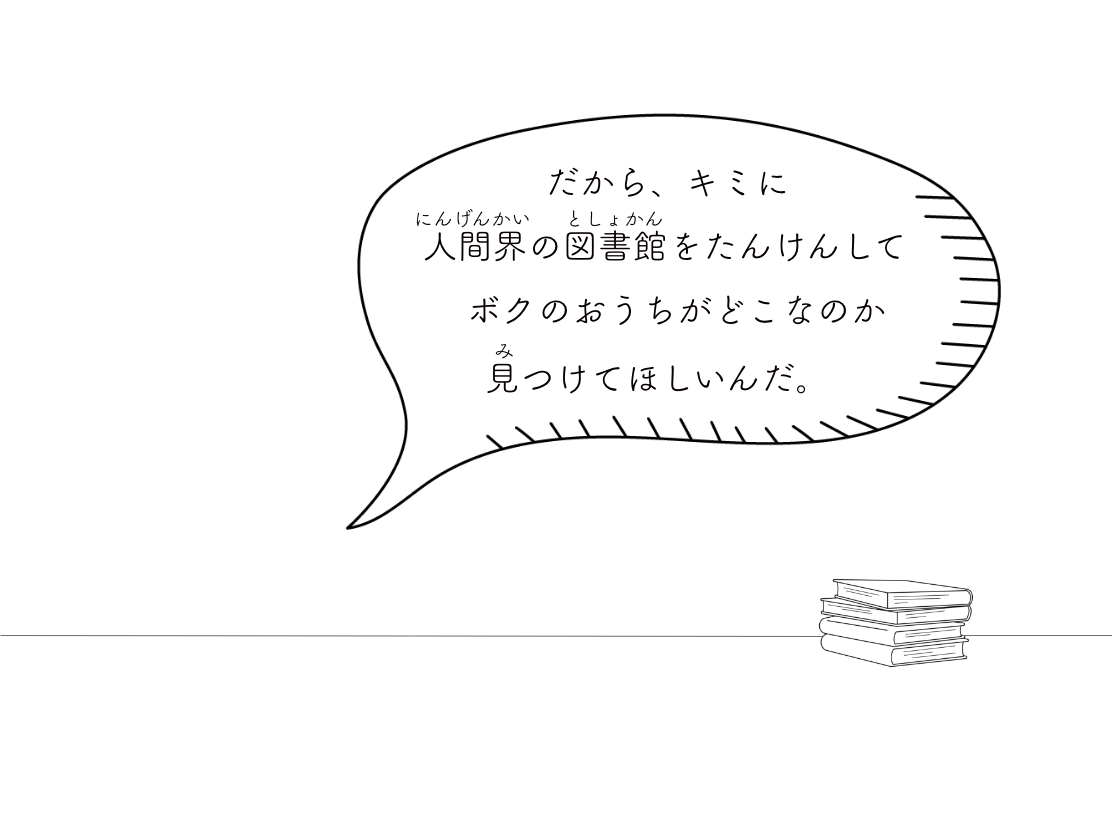 だから、キミに
にんげんかい としょかん
人間界の図書館をたんけんして
ボクのおうちがどこなのか
み
見つけてほしいんだ。